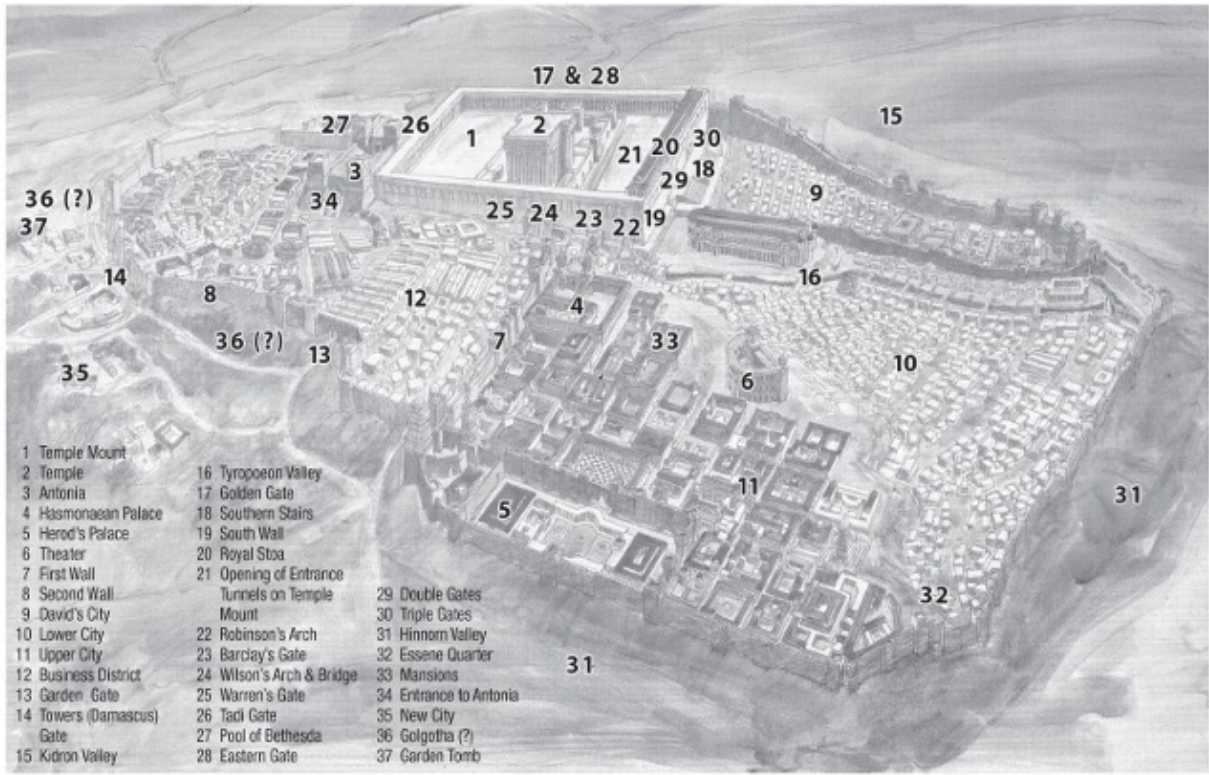 17 & 28
15
27
26
1
2
20
30
21
3
29
18
9
36 (?)
34
37
25
24
23
22
19
14
16
8
12
4
36 (?)
13
7
33
10
35
6
11
31
5
32
31
1 Temple Mount
2 Temple
3 Antonia
4 Hasmonaean Palace
5 Herod's Palace
6 Theater
7 First Wall
8 Second Wall
9 David's City
10 Lower City
11 Upper City
12 Business District
13 Garden Gate
14 Towers (Damascus)
Gate
15 Kidron Valley
16 Tyropoeon Valley
17 Golden Gate
18 Southern Stairs
19 South Wall
20 Royal Stoa
21 Opening of Entrance
Tunnels on Temple
Mount
22 Robinson's Arch
23 Barclay's Gate
24 Wilson's Arch & Bridge
25 Warren's Gate
26 Tadi Gate
27 Pool of Bethesda
28 Eastern Gate
29 Double Gates
30 Triple Gates
31 Hinnom Valley
32 Essene Quarter
33 Mansions
34 Entrance to Antonia
35 New City
36 Golgotha (?)
37 Garden Tomb